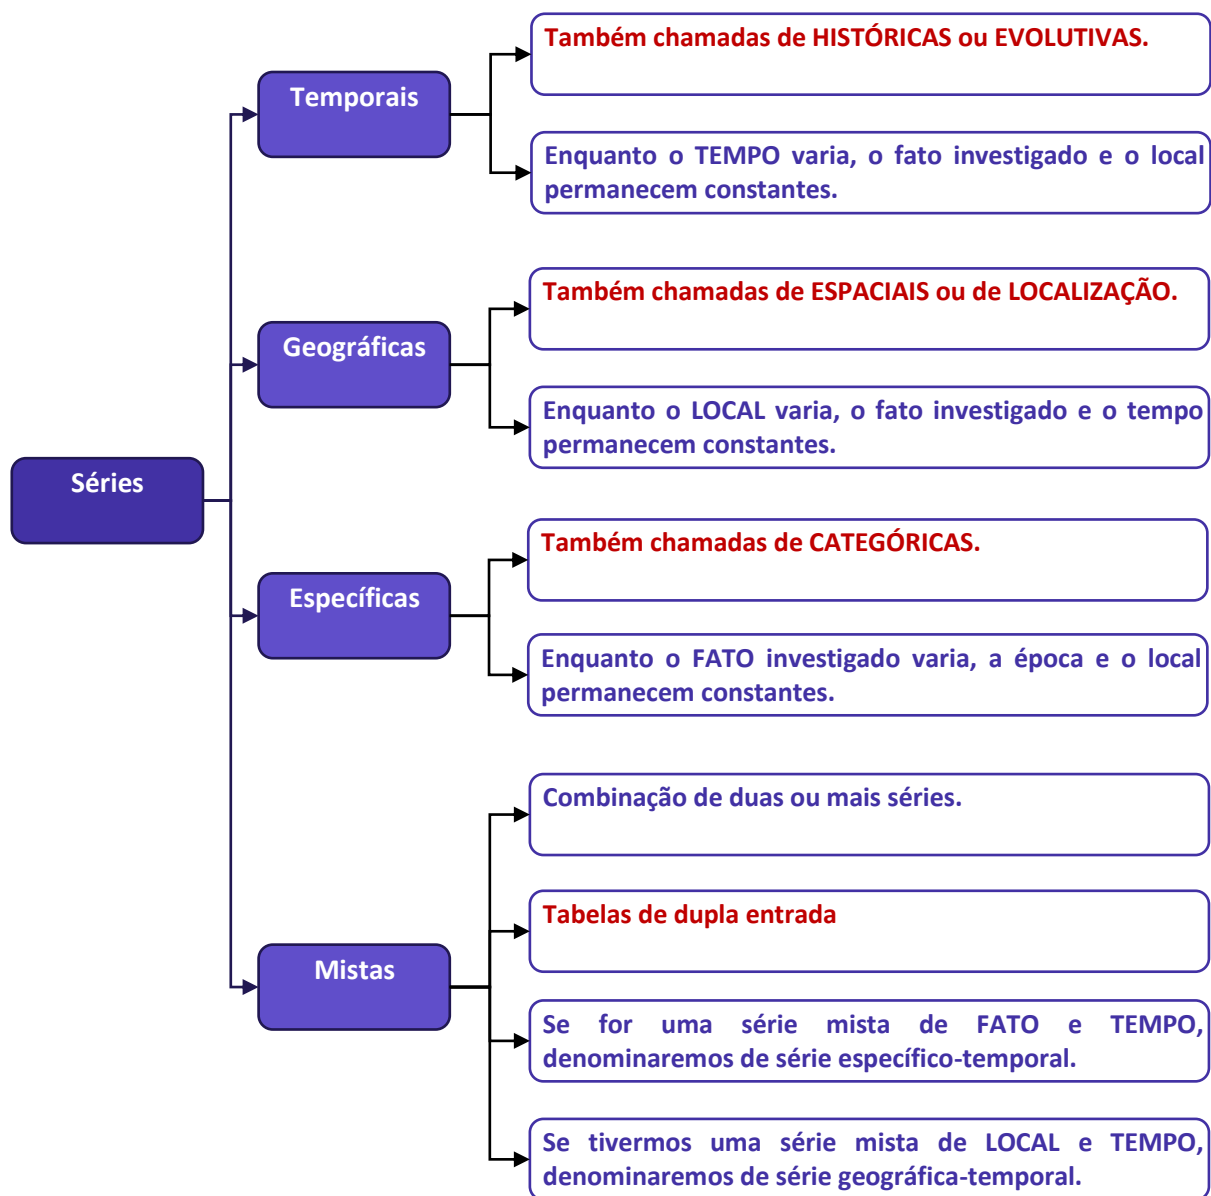 Séries
Temporais
Também chamadas de HISTÓRICAS ou EVOLUTIVAS.
Enquanto o TEMPO varia, o fato investigado e o local
permanecem constantes.
Geográficas
Também chamadas de ESPACIAIS ou de LOCALIZAÇÃO.
Enquanto o LOCAL varia, o fato investigado e o tempo
permanecem constantes.
Específicas
Também chamadas de CATEGÓRICAS.
Enquanto o FATO investigado varia, a época e o local
permanecem constantes.
Mistas
Combinação de duas ou mais séries.
Tabelas de dupla entrada
Se for uma série mista de FATO e TEMPO,
denominaremos de série específico-temporal.
Se tivermos uma série mista de LOCAL e TEMPO,
denominaremos de série geográfica-temporal.